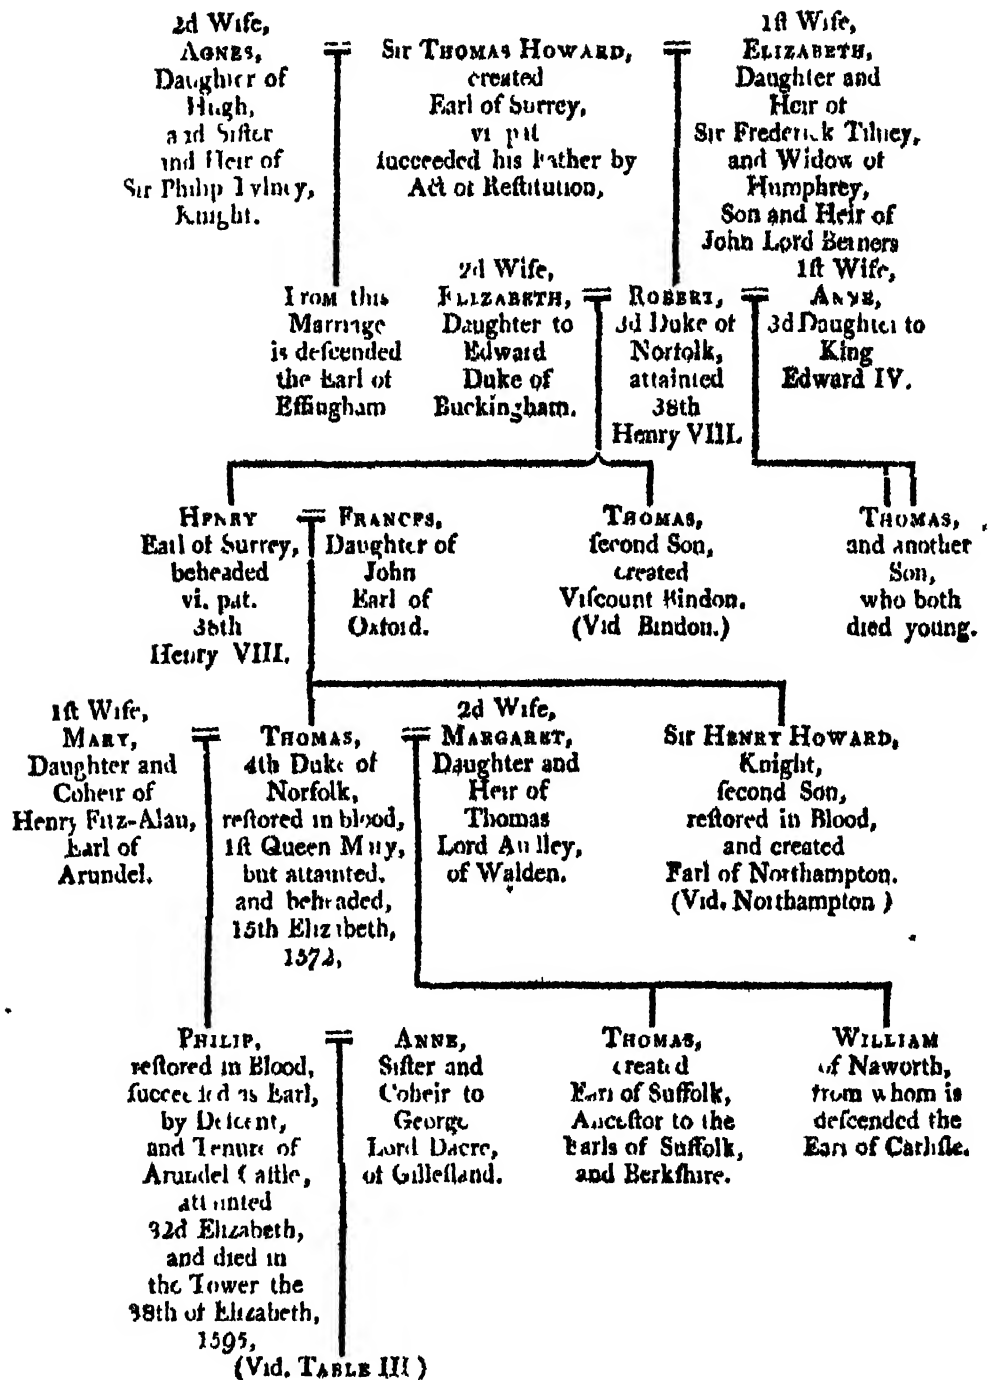 2d Wife,
AGNES,
Daughter of
Hugh,
and Sister
and Heir of
Sir Philip Tylney,
Knight.
Sir THOMAS HOWARD,
created
Earl of Surrey,
vi. pat
succeeded his Father by
Act of Restitution,
1st Wife,
ELIZABETH,
Daughter and
Heir of
Sir Frederick Tilney,
and Widow of
Humphrey,
Son and Heir of
John Lord Berners
From this
Marriage
is descended
the Earl of
Effingham
2d Wife,
ELIZABETH,
Daughter to
Edward
Duke of
Buckingham.
ROBERT,
3d Duke of
Norfolk,
attainted
38th
Henry VIII.
1st Wife,
ANNE,
3d Daughter to
King
Edward IV.
HENRY
Earl of Surrey,
beheaded
vi. pat.
38th
Henry VIII.
FRANCES,
Daughter of
John
Earl of
Oxford.
THOMAS,
second Son,
created
Viscount Bindon.
(Vid Bindon.)
THOMAS,
and another
Son,
who both
died young.
1st Wife,
MARY,
Daughter and
Coheir of
Henry Fitz-Alan,
Earl of
Arundel.
THOMAS,
4th Duke of
Norfolk,
restored in blood,
1st Queen Mary,
but attainted,
and beheaded,
15th Elizabeth,
1572,
2d Wife,
MARGARET,
Daughter and
Heir of
Thomas
Lord Audley,
of Walden.
Sir HENRY HOWARD,
Knight,
second Son,
restored in Blood,
and created
Earl of Northampton.
(Vid. Northampton)
PHILIP,
restored in Blood,
succeeded as Earl,
by Descent,
and Tenure of
Arundel Castle,
attainted
32d Elizabeth,
and died in
the Tower the
38th of Elizabeth,
1595,
(Vid. TABLE III)
ANNE,
Sister and
Coheir to
George
Lord Dacre,
of Gillesland.
THOMAS,
created
Earl of Suffolk,
Ancestor to the
Earls of Suffolk,
and Berkshire.
WILLIAM
of Naworth,
from whom is
descended the
Earl of Carlisle.